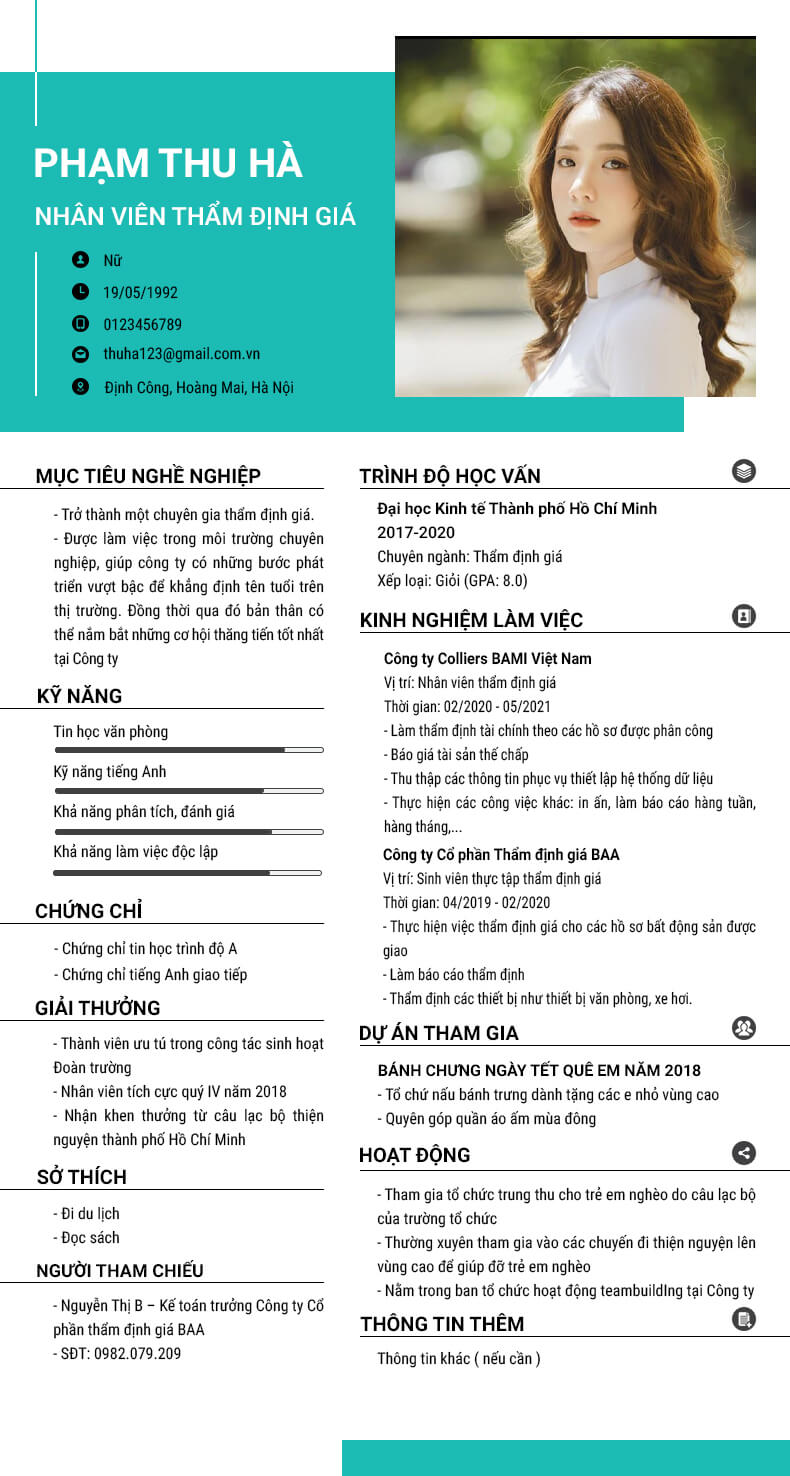 PHẠM THU HÀ
NHÂN VIÊN THẨM ĐỊNH GIÁ
Nữ
19/05/1992
0123456789
thuha123@gmail.com.vn
Định Công, Hoàng Mai, Hà Nội
MỤC TIÊU NGHỀ NGHIỆP
- Trở thành một chuyên gia thẩm định giá.
- Được làm việc trong môi trường chuyên
nghiệp, giúp công ty có những bước phát
triển vượt bậc để khẳng định tên tuổi trên
thị trường. Đồng thời qua đó bản thân có
thể nắm bắt những cơ hội thăng tiến tốt nhất
tại Công ty
KỸ NĂNG
Tin học văn phòng
Kỹ năng tiếng Anh
Khả năng phân tích, đánh giá
Khả năng làm việc độc lập
CHỨNG CHỈ
- Chứng chỉ tin học trình độ A
- Chứng chỉ tiếng Anh giao tiếp
GIẢI THƯỞNG
- Thành viên ưu tú trong công tác sinh hoạt
Đoàn trường
- Nhân viên tích cực quý IV năm 2018
- Nhận khen thưởng từ câu lạc bộ thiện
nguyện thành phố Hồ Chí Minh
SỞ THÍCH
- Đi du lịch
- Đọc sách
NGƯỜI THAM CHIẾU
- Nguyễn Thị B – Kế toán trưởng Công ty Cổ
phần thẩm định giá BAA
- SĐT: 0982.079.209
TRÌNH ĐỘ HỌC VẤN
Đại học Kinh tế Thành phố Hồ Chí Minh
2017-2020
Chuyên ngành: Thẩm định giá
Xếp loại: Giỏi (GPA: 8.0)
KINH NGHIỆM LÀM VIỆC
Công ty Colliers BAMI Việt Nam
Vị trí: Nhân viên thẩm định giá
Thời gian: 02/2020 - 05/2021
- Làm thẩm định tài chính theo các hồ sơ được phân công
- Báo giá tài sản thế chấp
- Thu thập các thông tin phục vụ thiết lập hệ thống dữ liệu
- Thực hiện các công việc khác: in ấn, làm báo cáo hàng tuần,
hàng tháng,...
Công ty Cổ phần Thẩm định giá BAA
Vị trí: Sinh viên thực tập thẩm định giá
Thời gian: 04/2019 - 02/2020
- Thực hiện việc thẩm định giá cho các hồ sơ bất động sản được
giao
- Làm báo cáo thẩm định
- Thẩm định các thiết bị như thiết bị văn phòng, xe hơi.
DỰ ÁN THAM GIA
BÁNH CHƯNG NGÀY TẾT QUÊ EM NĂM 2018
- Tổ chứ nấu bánh trưng dành tặng các e nhỏ vùng cao
- Quyên góp quần áo ấm mùa đông
HOẠT ĐỘNG
- Tham gia tổ chức trung thu cho trẻ em nghèo do câu lạc bộ
của trường tổ chức
- Thường xuyên tham gia vào các chuyến đi thiện nguyện lên
vùng cao để giúp đỡ trẻ em nghèo
- Nằm trong ban tổ chức hoạt động teambuildIng tại Công ty
THÔNG TIN THÊM
Thông tin khác ( nếu cần )